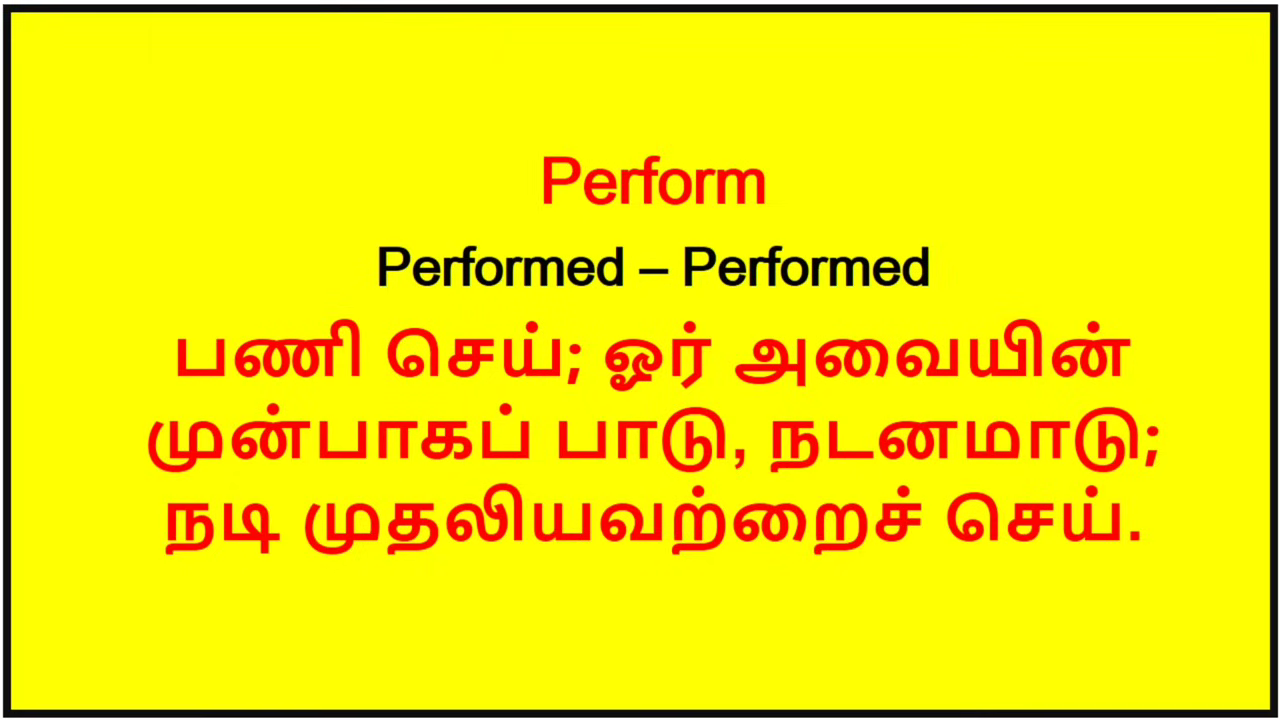 Perform
Performed – Performed
பணி செய்; ஓர் அவையின்
முன்பாகப் பாடு, நடனமாடு;
நடி முதலியவற்றைச் செய்.